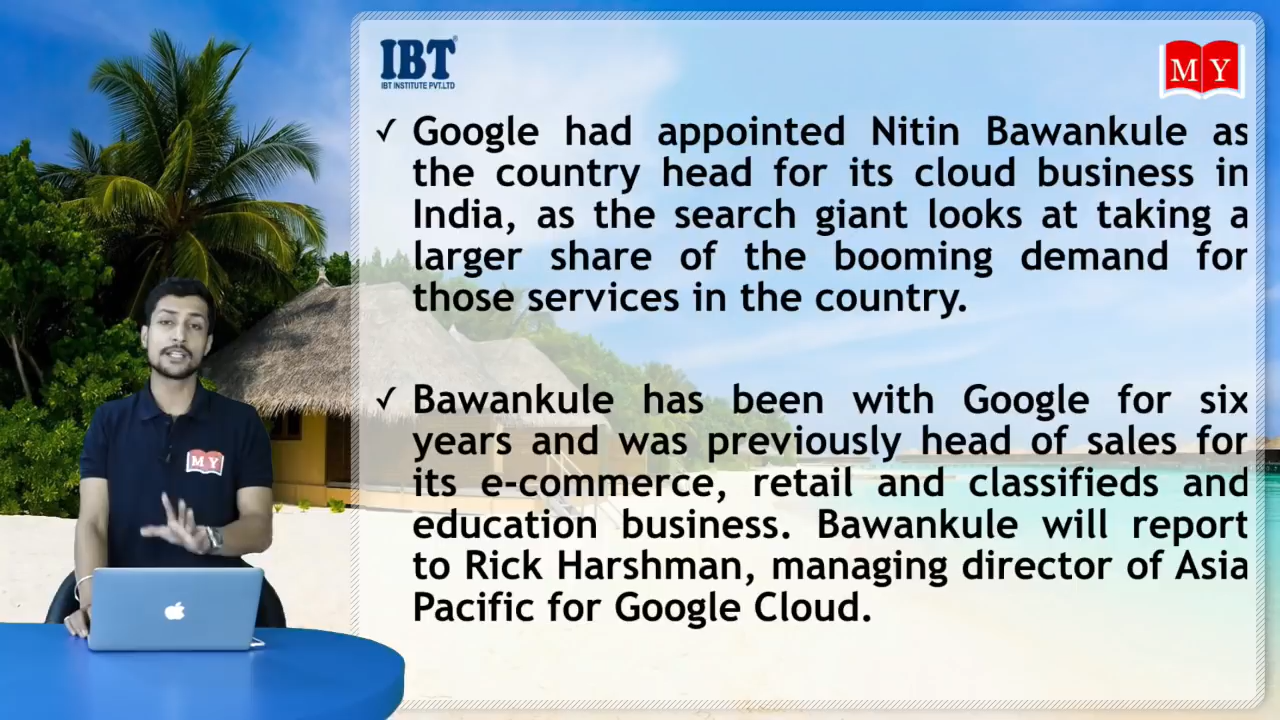 IBT
IBT INSTITUTE PVT.LTD
M Y
✓ Google had appointed Nitin Bawankule as
the country head for its cloud business in
India, as the search giant looks at taking a
larger share of the booming demand for
those services in the country.
✓ Bawankule has been with Google for six
years and was previously head of sales for
its e-commerce, retail and classifieds and
education business. Bawankule will report
to Rick Harshman, managing director of Asia
Pacific for Google Cloud.
M Y